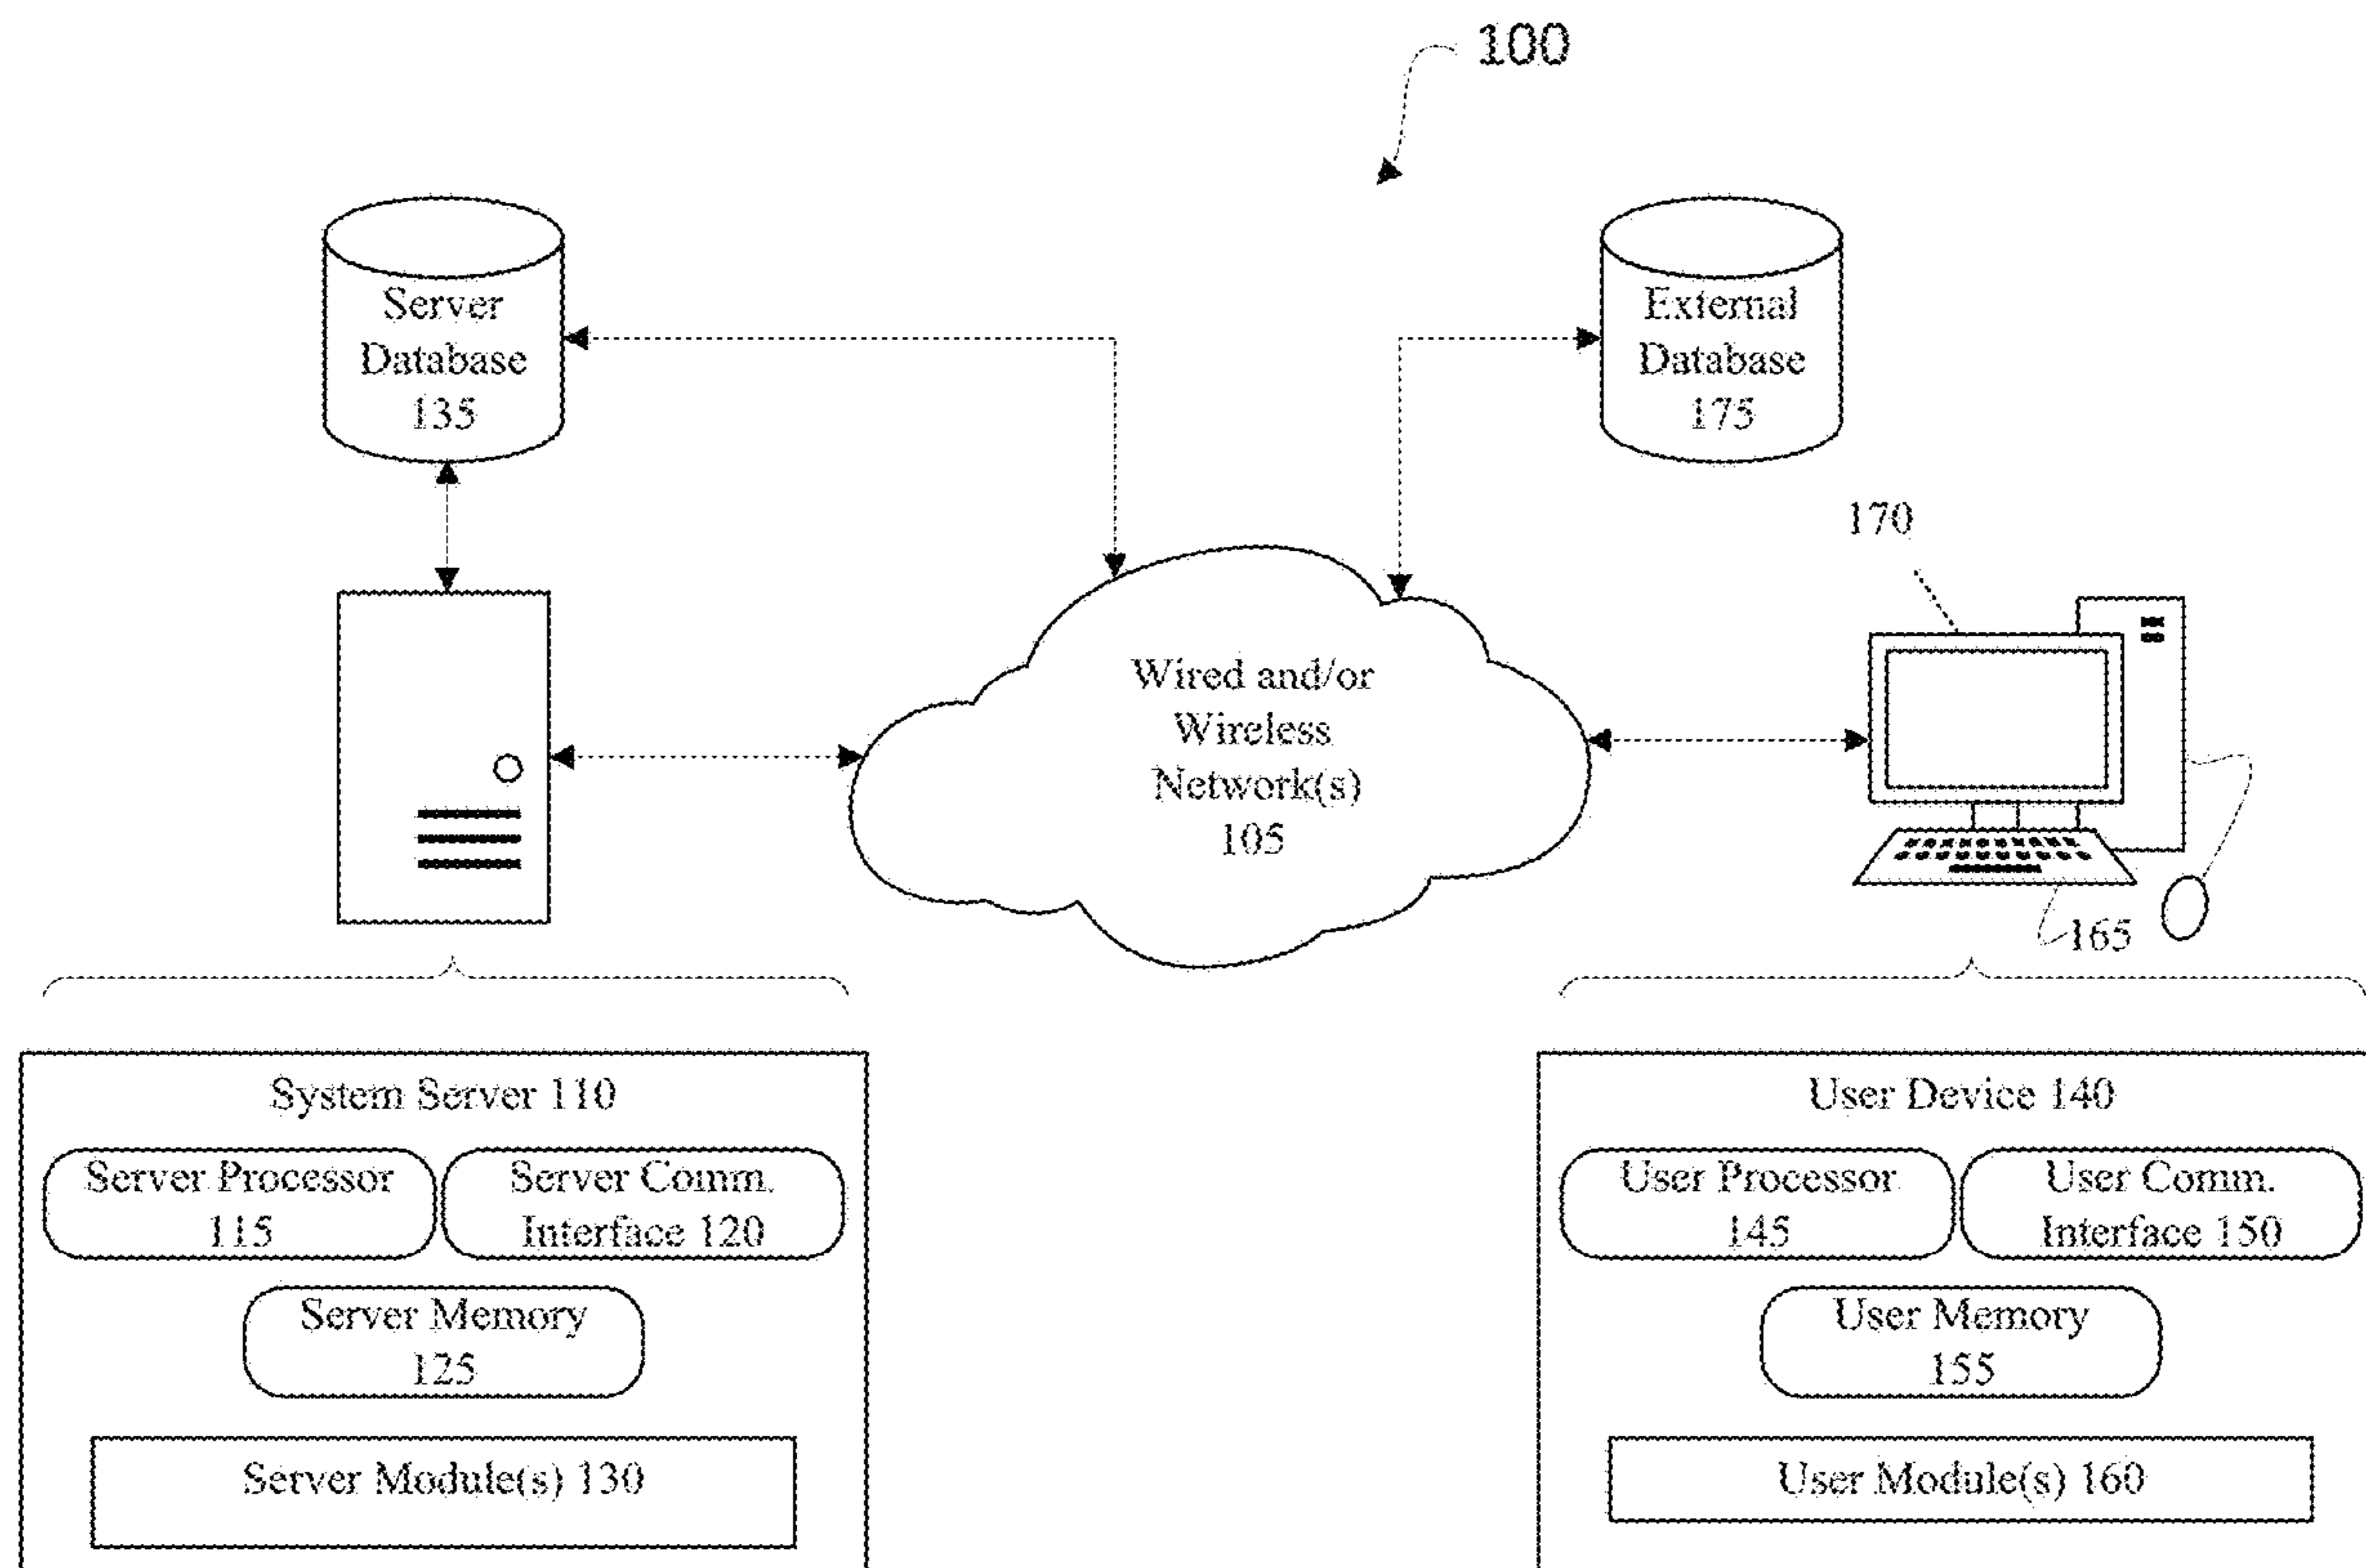 100
Server
Database
135
External
Database
175
170
Wired and/or
Wireless
Network(s)
105
165
System Server 110
Server Processor
115
Server Comm.
Interface 120
Server Memory
125
Server Module(s) 130
User Device 140
User Processor
145
User Comm.
Interface 150
User Memory
155
User Module(s) 160